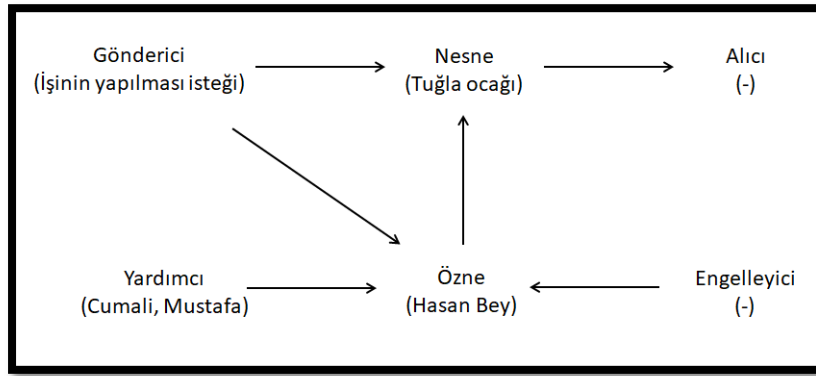 Gönderici
(İşinin yapılması isteği)
Nesne
(Tuğla ocağı)
Alıcı
(-)
Yardımcı
(Cumali, Mustafa)
Özne
(Hasan Bey)
Engelleyici
(-)